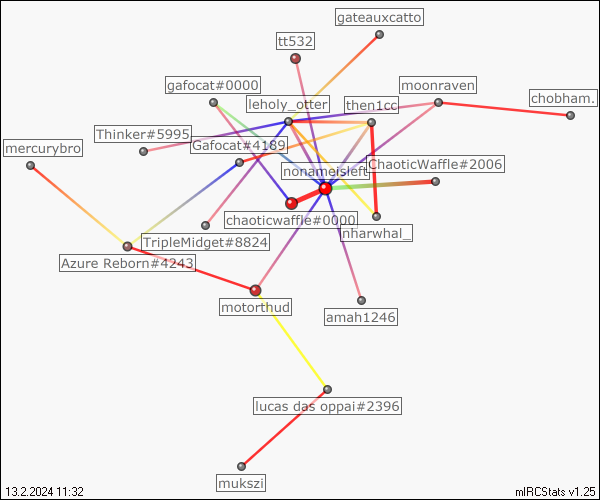 gateauxcatto
tt532
gafocat#0000
moonraven
chobham.
leholy_otter
then1cc
Thinker#5995
mercurybro
Gafocat#4189
nonameisleft
ChaoticWaffle#2006
chaoticwaffle#0000
nharwhal_
TripleMidget#8824
Azure Reborn#4243
motorthud
amah1246
lucas das oppai#2396
mukszi
13.2.2024 11:32
mIRCStats v1.25